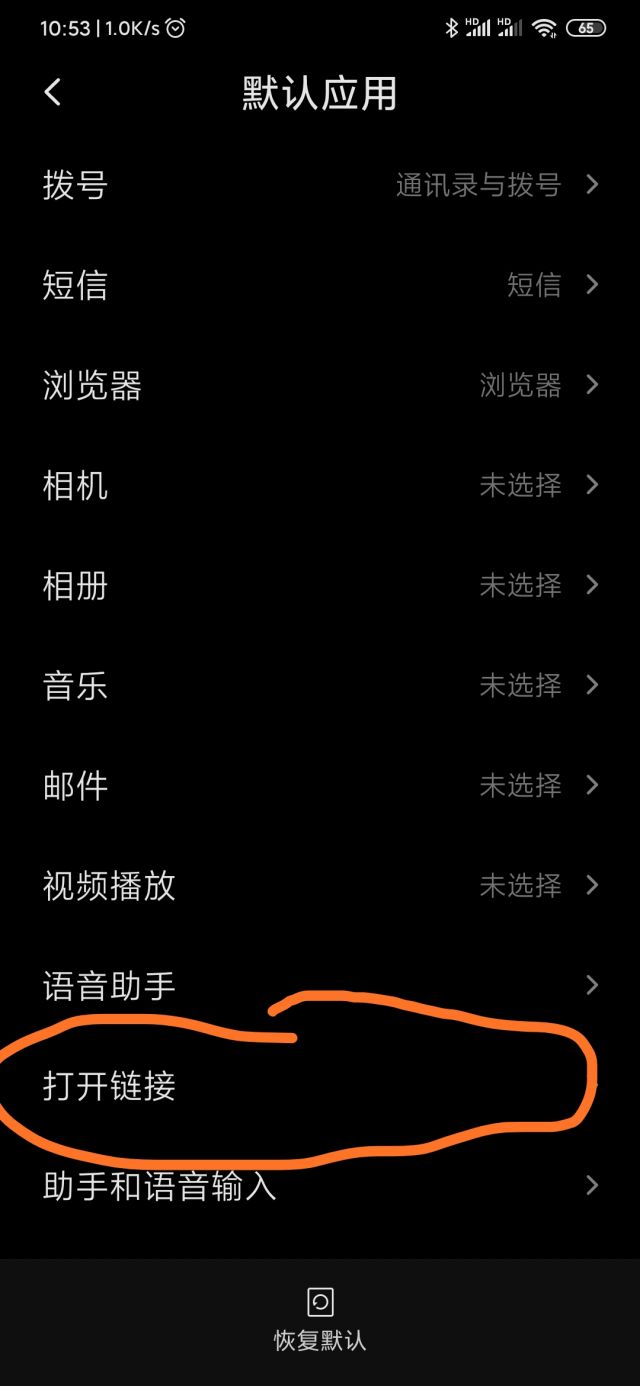 10:53 | 1.0K/s HD HD 65
默认应用
拨号 通讯录与拨号
短信 短信
浏览器 浏览器
相机 未选择
相册 未选择
音乐 未选择
邮件 未选择
视频播放 未选择
语音助手
打开链接
助手和语音输入
恢复默认